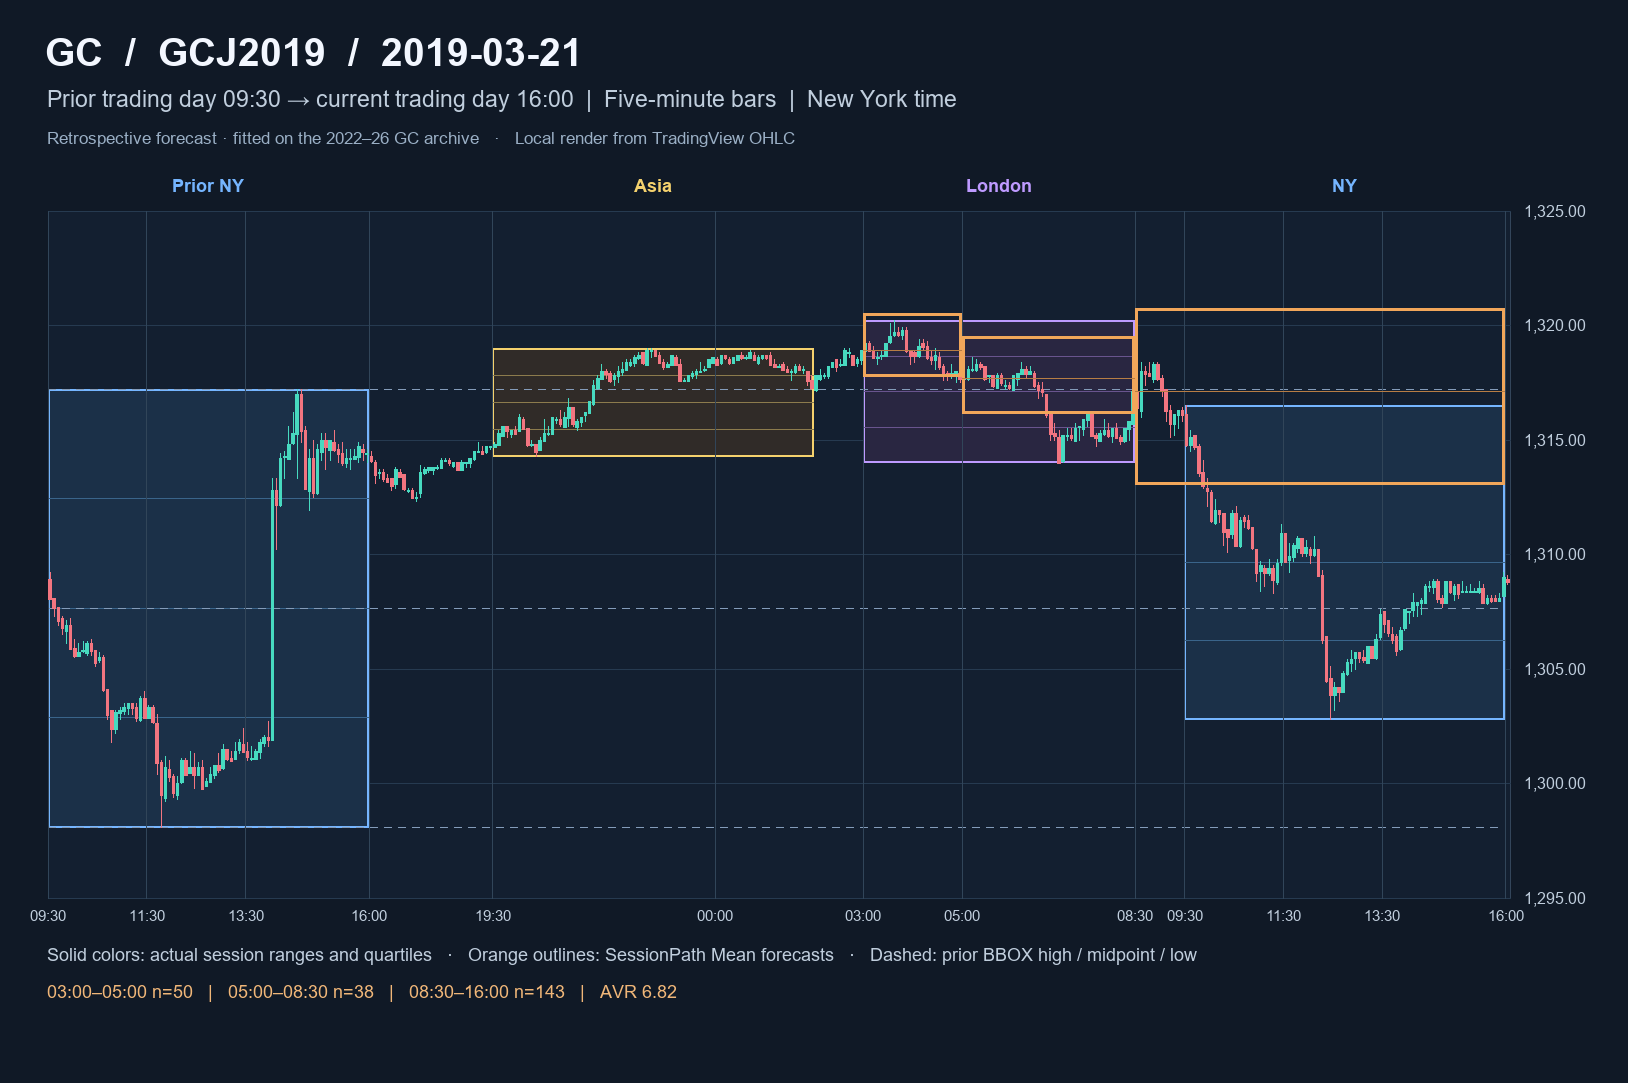 GC / GCJ2019 / 2019-03-21
Prior trading day 09:30 → current trading day 16:00 | Five-minute bars | New York time
Retrospective forecast · fitted on the 2022–26 GC archive · Local render from TradingView OHLC
Prior NY Asia London NY
1,325.00
1,320.00
1,315.00
1,310.00
1,305.00
1,300.00
1,295.00
09:30 11:30 13:30 16:00 19:30 00:00 03:00 05:00 08:30 09:30 11:30 13:30 16:00
Solid colors: actual session ranges and quartiles · Orange outlines: SessionPath Mean forecasts · Dashed: prior BBOX high / midpoint / low
03:00–05:00 n=50 | 05:00–08:30 n=38 | 08:30–16:00 n=143 | AVR 6.82